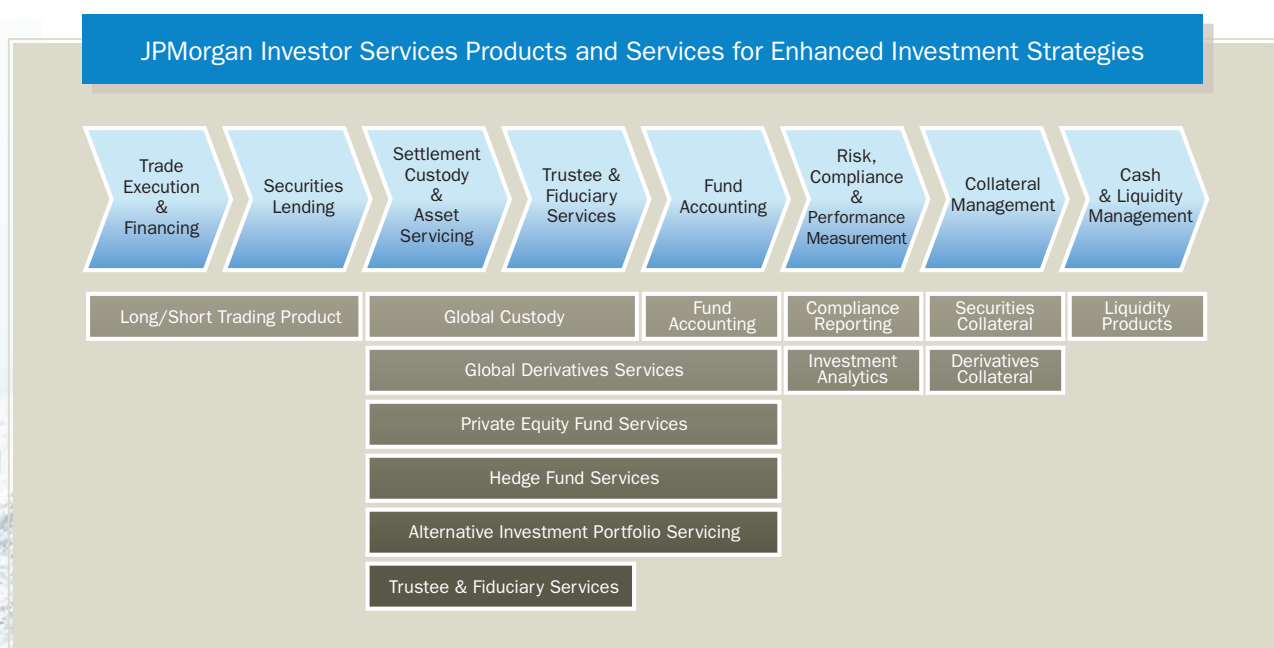 JPMorgan Investor Services Products and Services for Enhanced Investment Strategies
Trade
Execution
&
Financing
Securities
Lending
Settlement
Custody
&
Asset
Servicing
Trustee &
Fiduciary
Services
Fund
Accounting
Risk,
Compliance
&
Performance
Measurement
Collateral
Management
Cash
& Liquidity
Management
Long/Short Trading Product
Global Custody
Fund
Accounting
Compliance
Reporting
Securities
Collateral
Liquidity
Products
Global Derivatives Services
Investment
Analytics
Derivatives
Collateral
Private Equity Fund Services
Hedge Fund Services
Alternative Investment Portfolio Servicing
Trustee & Fiduciary Services